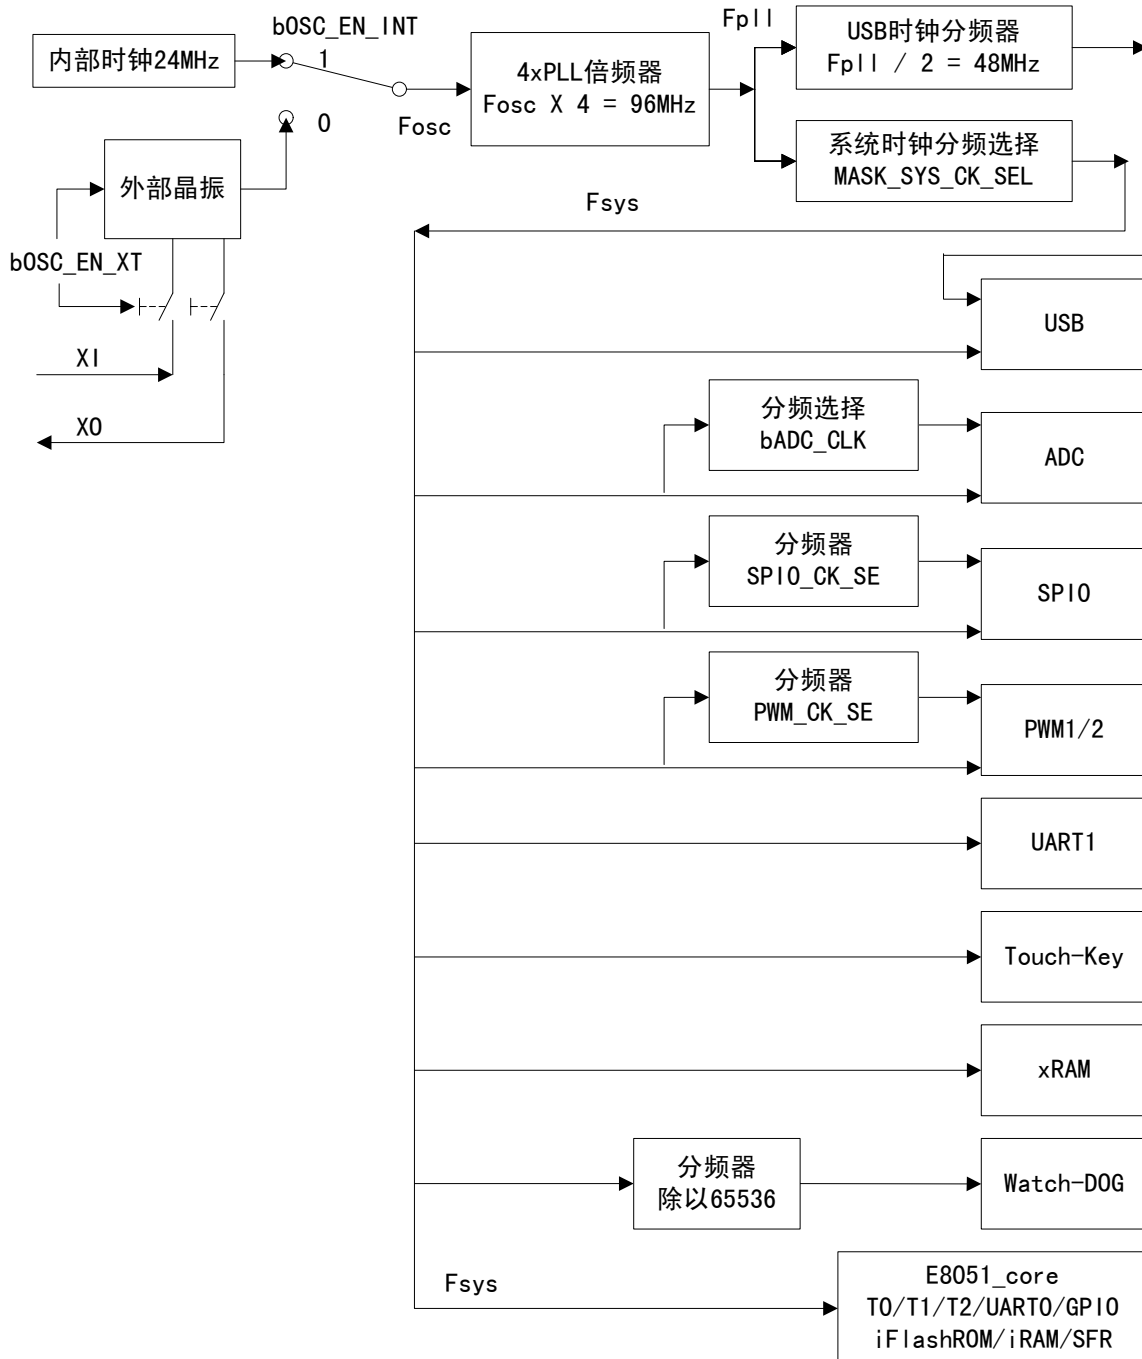 bOSC_EN_INT
内部时钟24MHz
1
0
Fosc
4xPLL倍频器
Fosc X 4 = 96MHz
Fpll
USB时钟分频器
Fpll / 2 = 48MHz
系统时钟分频选择
MASK_SYS_CK_SEL
外部晶振
bOSC_EN_XT
XI
XO
Fsys
USB
分频选择
bADC_CLK
ADC
分频器
SPI0_CK_SE
SPI0
分频器
PWM_CK_SE
PWM1/2
UART1
Touch-Key
xRAM
分频器
除以65536
Watch-DOG
Fsys
E8051_core
T0/T1/T2/UART0/GPIO
iFlashROM/iRAM/SFR